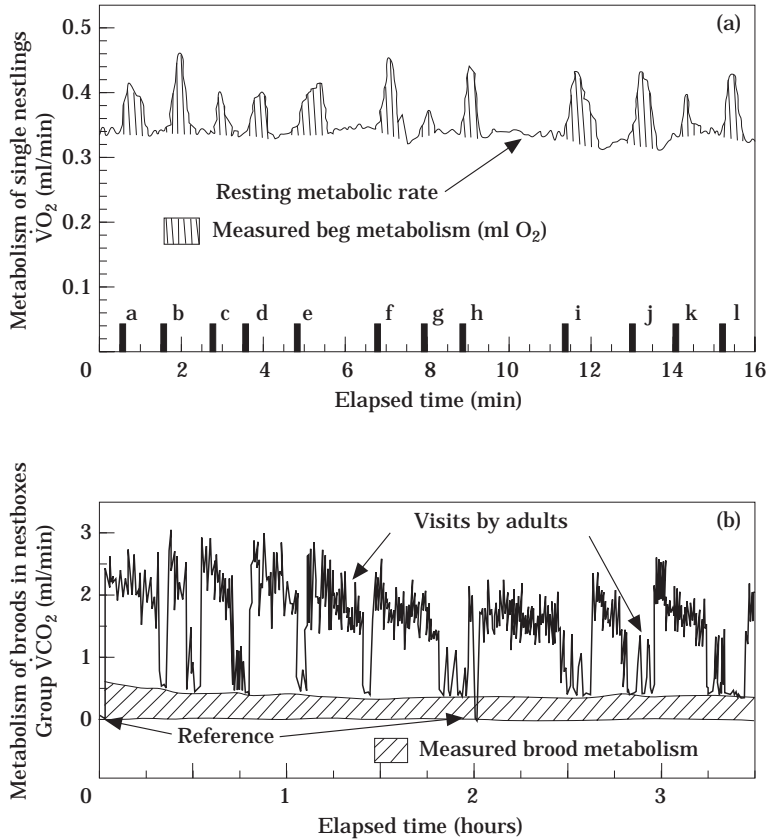 (a)
Metabolism of single nestlings
V̇O₂ (ml/min)
0.5
0.4
0.3
0.2
0.1
Resting metabolic rate
Measured beg metabolism (ml O₂)
a b c d e f g h i j k l
0 2 4 6 8 10 12 14 16
Elapsed time (min)
(b)
Metabolism of broods in nestboxes
Group V̇CO₂ (ml/min)
3
2
1
0
Visits by adults
Reference
Measured brood metabolism
0 1 2 3
Elapsed time (hours)